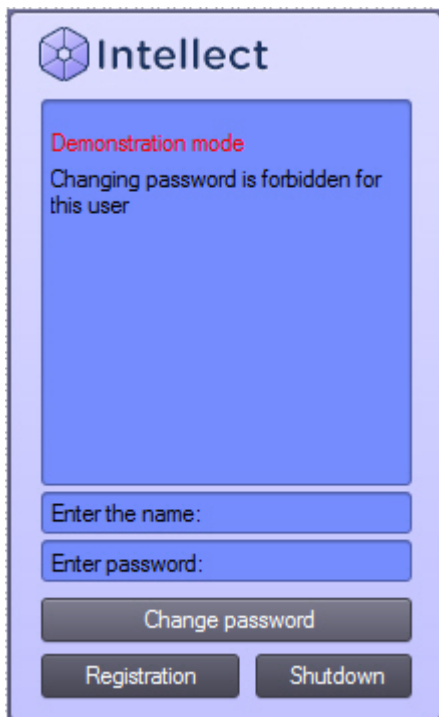 Intellect
Demonstration mode
Changing password is forbidden for
this user
Enter the name:
Enter password:
Change password
Registration
Shutdown